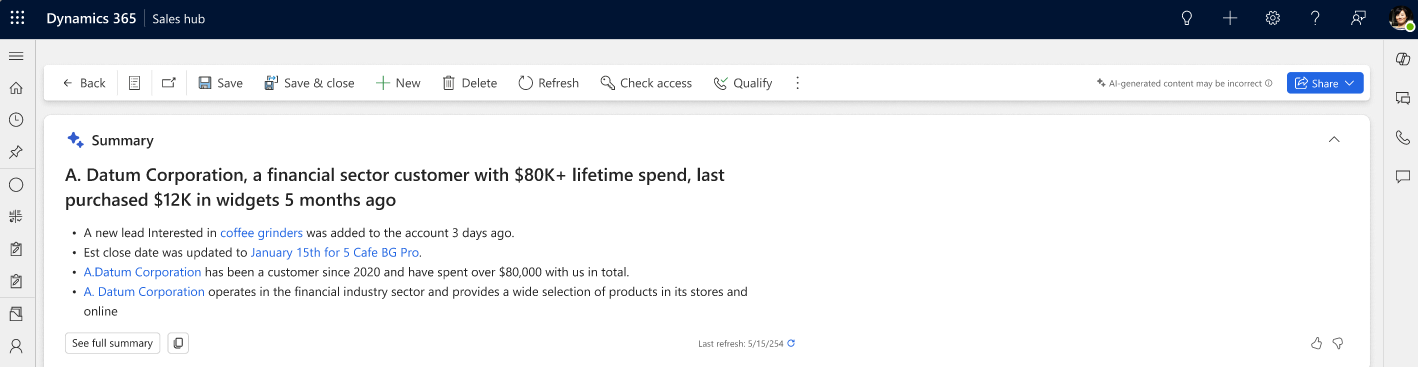 Dynamics 365 Sales hub
Back Save Save & close New Delete Refresh Check access Qualify AI-generated content may be incorrect Share
Summary
A. Datum Corporation, a financial sector customer with $80K+ lifetime spend, last
purchased $12K in widgets 5 months ago
• A new lead Interested in coffee grinders was added to the account 3 days ago.
• Est close date was updated to January 15th for 5 Cafe BG Pro.
• A.Datum Corporation has been a customer since 2020 and have spent over $80,000 with us in total.
• A. Datum Corporation operates in the financial industry sector and provides a wide selection of products in its stores and
online
See full summary Last refresh: 5/15/254